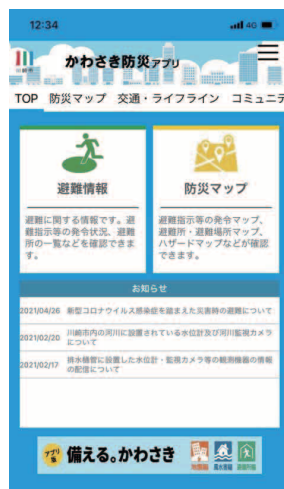 12:34
4G
川崎市
かわさき防災アプリ
TOP 防災マップ 交通・ライフライン コミュニテ
避難情報
避難に関する情報です。避
難指示等の発令状況、避難
所の一覧などを確認できま
す。
防災マップ
避難指示等の発令マップ、
避難所・避難場所マップ、
ハザードマップなどが確認
できます。
お知らせ
2021/04/26 新型コロナウイルス感染症を踏まえた災害時の避難について
2021/02/20 川崎市内の河川に設置されている水位計及び河川監視カメラ
について
2021/02/17 排水樋管に設置した水位計・監視カメラ等の観測機器の情報
の配信について
アプリ版 備える。かわさき